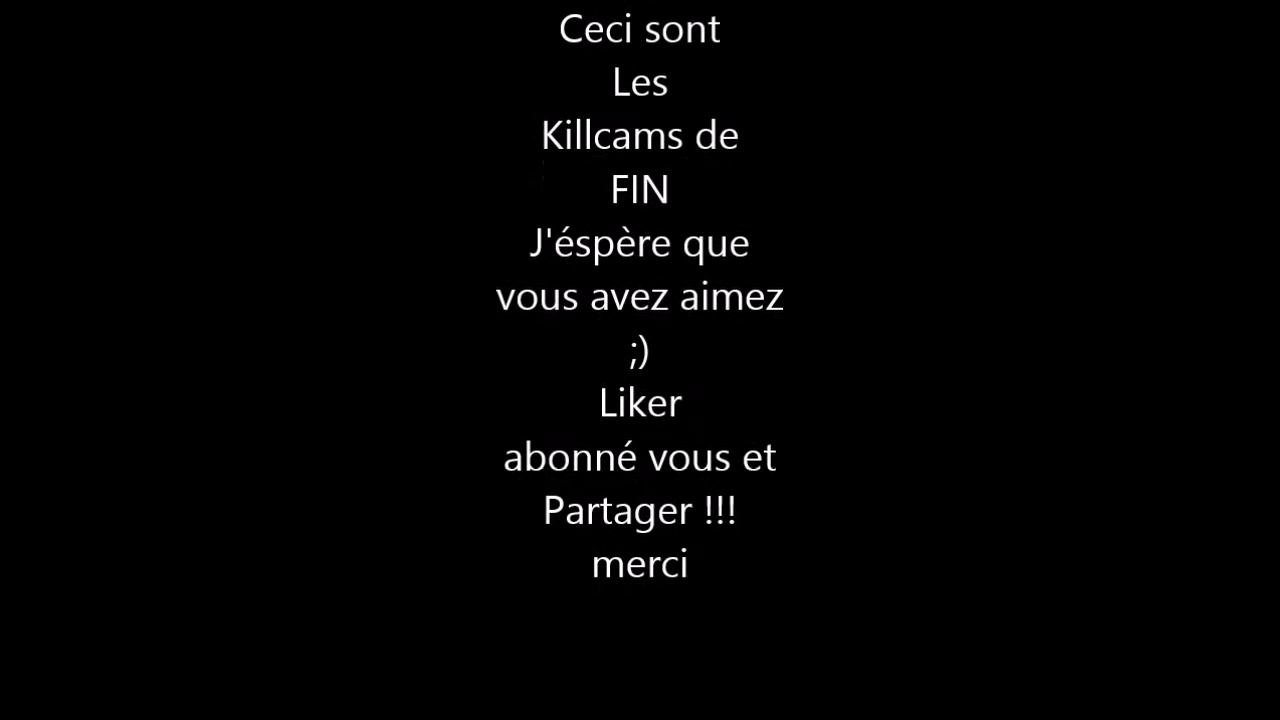 Ceci sont
Les
Killcams de
FIN
J'éspère que
vous avez aimez
;)
Liker
abonné vous et
Partager !!!
merci